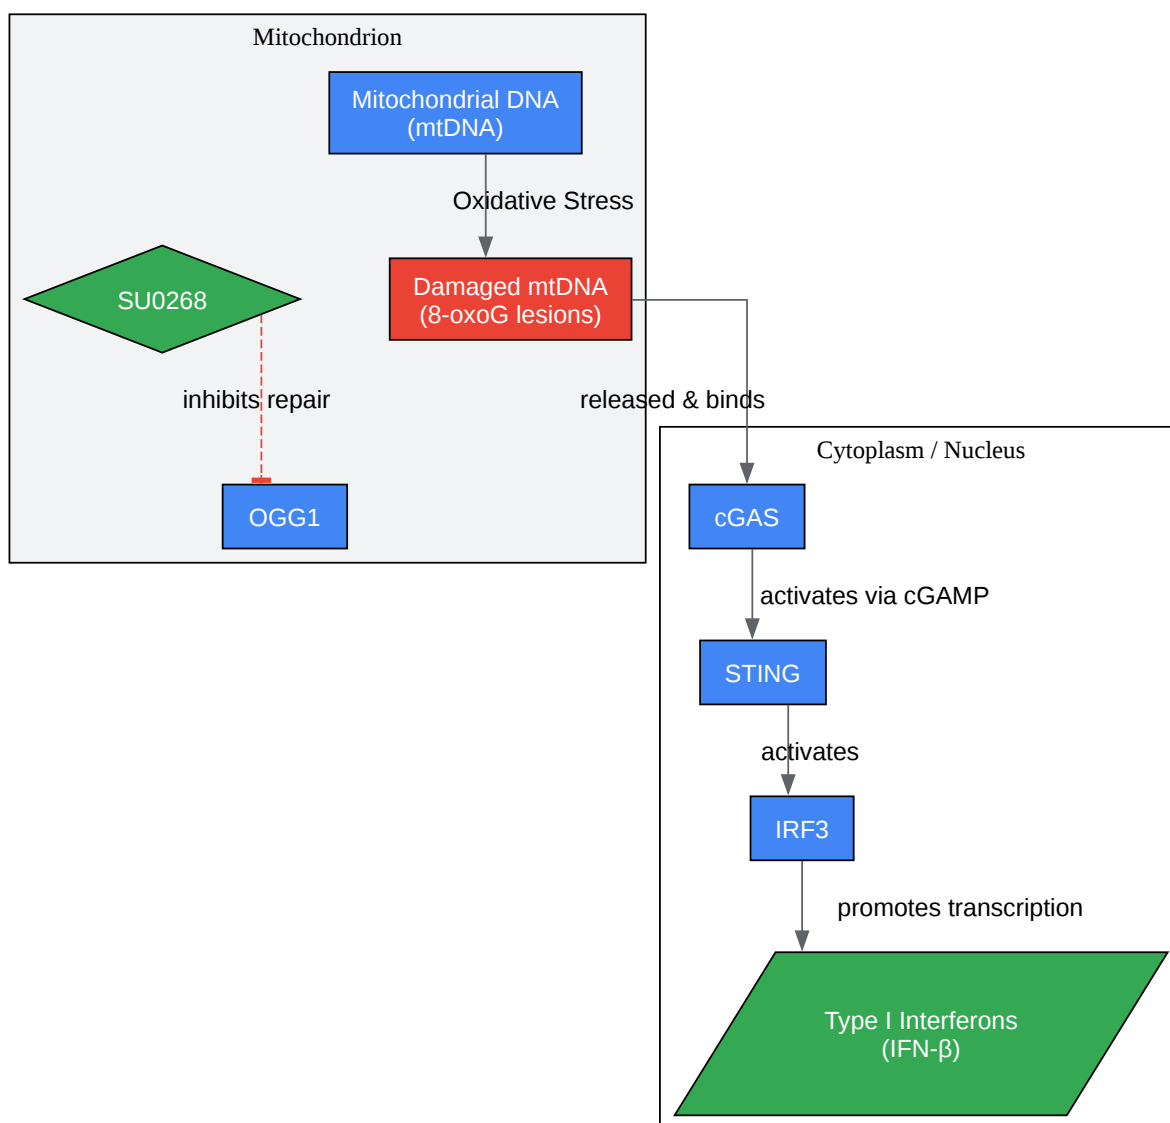 Mitochondrion
Mitochondrial DNA
(mtDNA)
Oxidative Stress
SU0268
Damaged mtDNA
(8-oxoG lesions)
inhibits repair
released & binds
OGG1
Cytoplasm / Nucleus
cGAS
activates via cGAMP
STING
activates
IRF3
promotes transcription
Type I Interferons
(IFN-β)